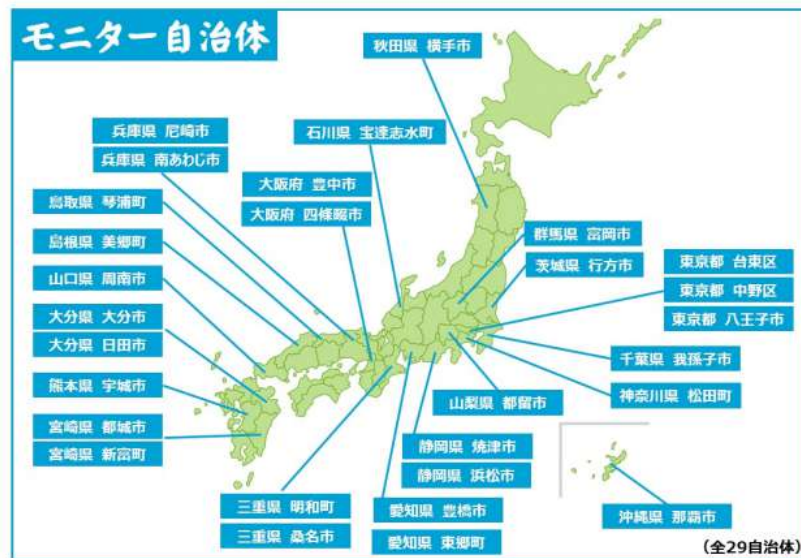 モニター自治体
秋田県 横手市
兵庫県 尼崎市
兵庫県 南あわじ市
石川県 宝達志水町
大阪府 豊中市
大阪府 四條畷市
鳥取県 琴浦町
島根県 美郷町
山口県 周南市
大分県 大分市
大分県 日田市
熊本県 宇城市
宮崎県 都城市
宮崎県 新富町
群馬県 富岡市
茨城県 行方市
東京都 台東区
東京都 中野区
東京都 八王子市
千葉県 我孫子市
神奈川県 松田町
山梨県 都留市
静岡県 焼津市
静岡県 浜松市
三重県 明和町
三重県 桑名市
愛知県 豊橋市
愛知県 東郷町
沖縄県 那覇市
(全29自治体)